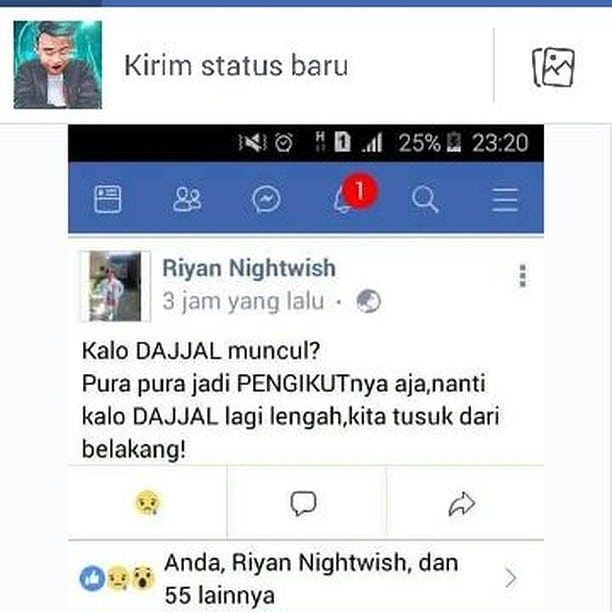 Kirim status baru
H 1 25% 23:20
1
Riyan Nightwish
3 jam yang lalu ·
Kalo DAJJAL muncul?
Pura pura jadi PENGIKUTnya aja,nanti
kalo DAJJAL lagi lengah,kita tusuk dari
belakang!
Anda, Riyan Nightwish, dan
55 lainnya